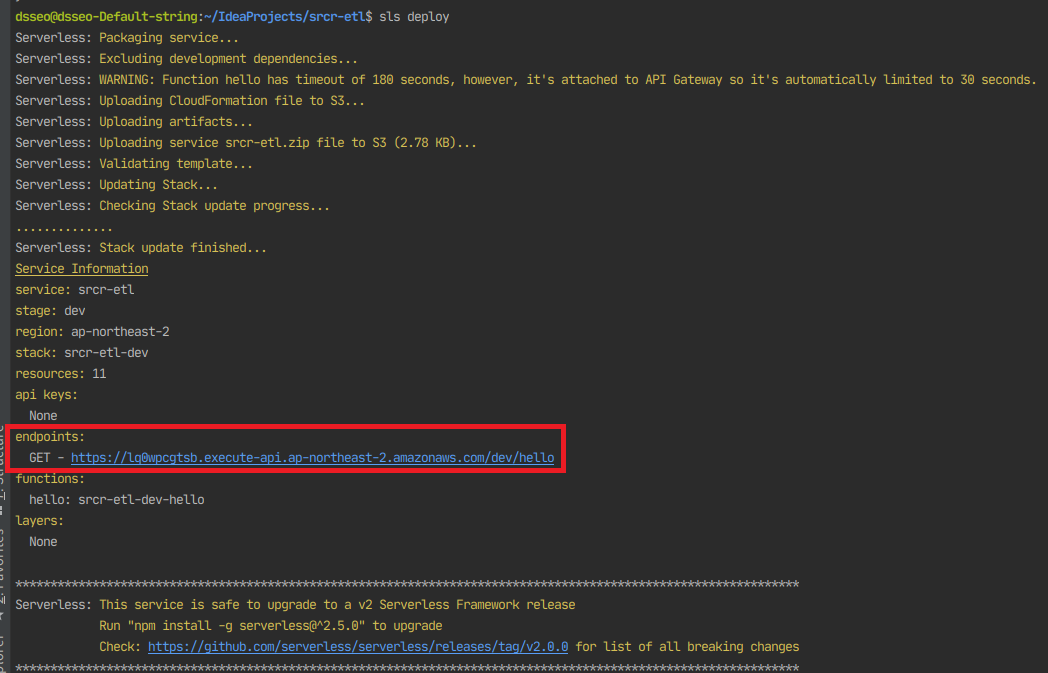 dsseo@dsseo-Default-string:~/IdeaProjects/srcr-etl$ sls deploy
Serverless: Packaging service...
Serverless: Excluding development dependencies...
Serverless: WARNING: Function hello has timeout of 180 seconds, however, it's attached to API Gateway so it's automatically limited to 30 seconds.
Serverless: Uploading CloudFormation file to S3...
Serverless: Uploading artifacts...
Serverless: Uploading service srcr-etl.zip file to S3 (2.78 KB)...
Serverless: Validating template...
Serverless: Updating Stack...
Serverless: Checking Stack update progress...
..............
Serverless: Stack update finished...
Service Information
service: srcr-etl
stage: dev
region: ap-northeast-2
stack: srcr-etl-dev
resources: 11
api keys:
  None
endpoints:
  GET - https://lq0wpcgtsb.execute-api.ap-northeast-2.amazonaws.com/dev/hello
functions:
  hello: srcr-etl-dev-hello
layers:
  None
****************************************************************************************************************
Serverless: This service is safe to upgrade to a v2 Serverless Framework release
            Run "npm install -g serverless@^2.5.0" to upgrade
            Check: https://github.com/serverless/serverless/releases/tag/v2.0.0 for list of all breaking changes
****************************************************************************************************************